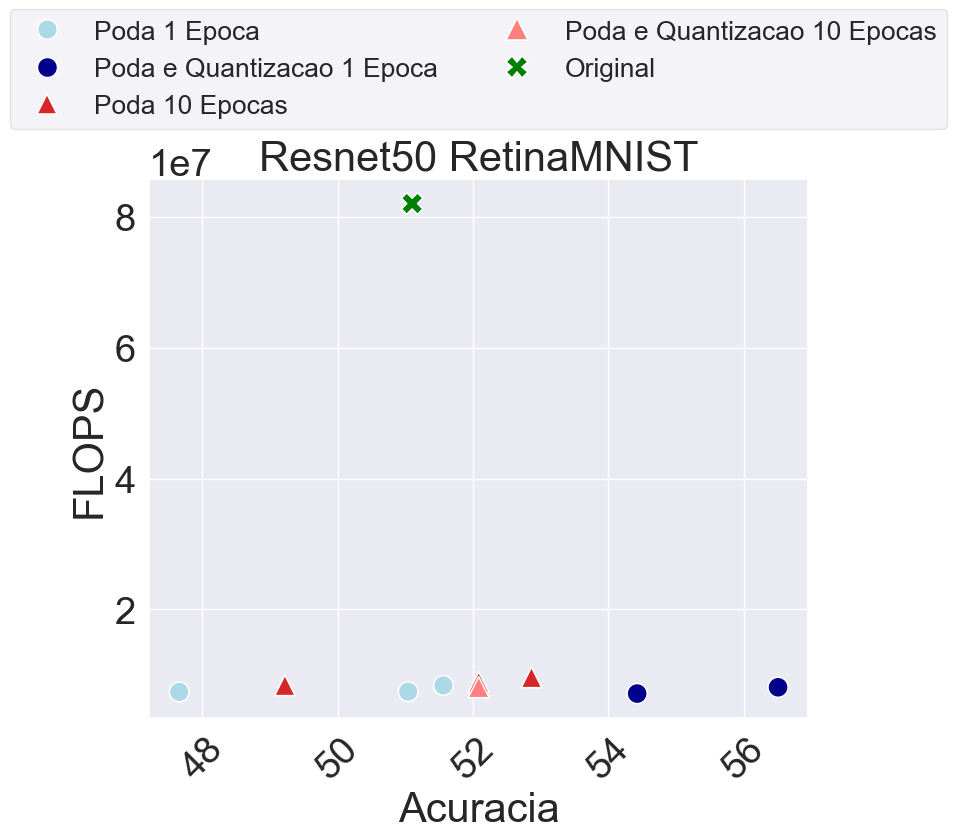 Poda 1 Epoca
Poda e Quantizacao 1 Epoca
Poda 10 Epocas
Poda e Quantizacao 10 Epocas
Original
1e7
Resnet50 RetinaMNIST
8
6
4
2
FLOPS
48 50 52 54 56
Acuracia